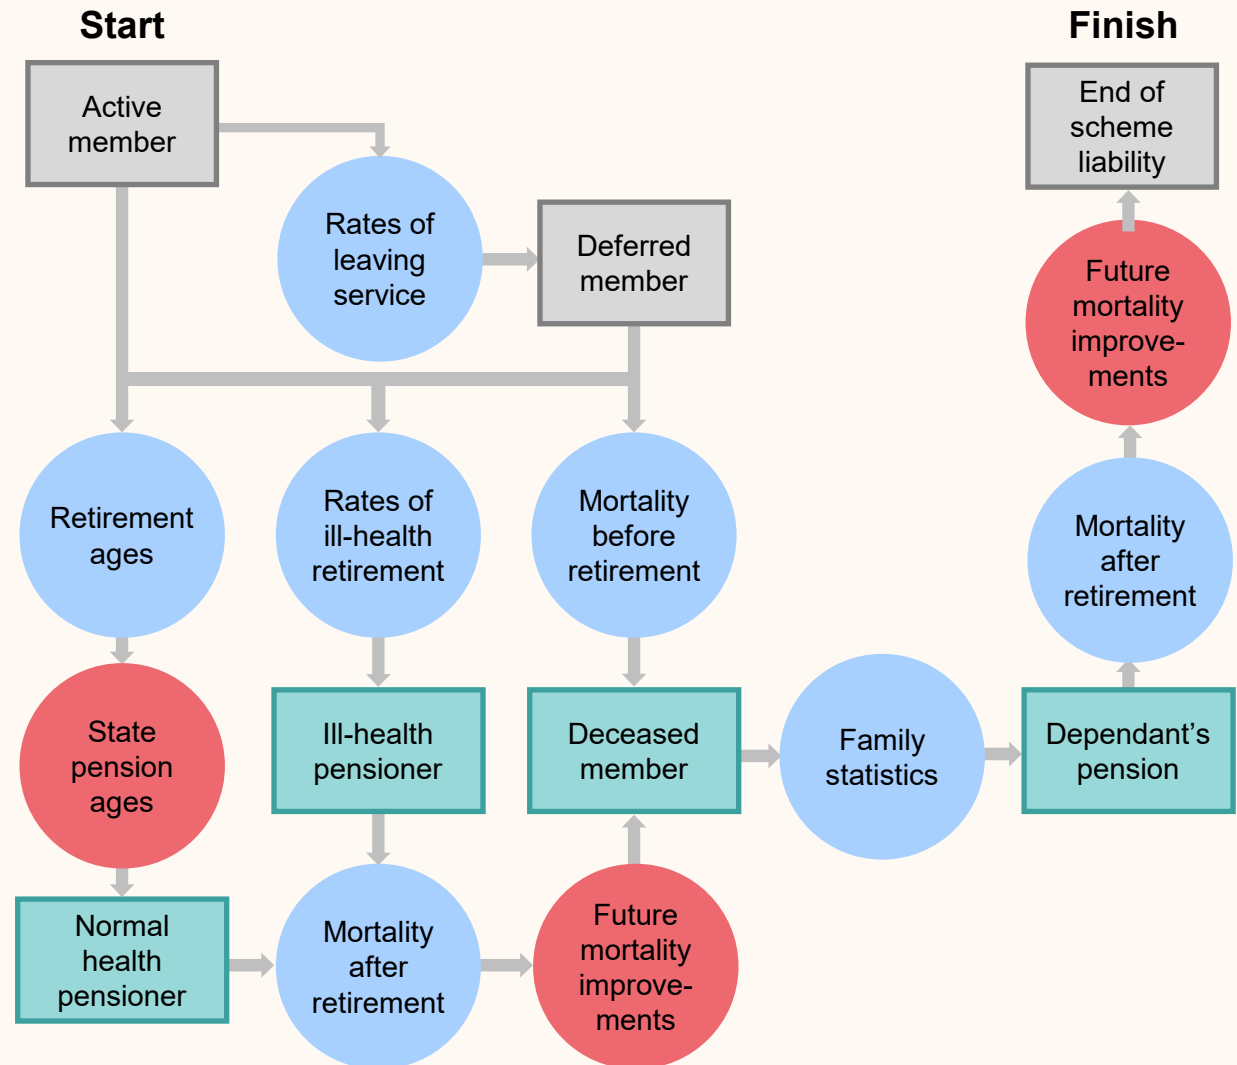 Start
Finish
Active
member
End of
scheme
liability
Rates of
leaving
service
Deferred
member
Future
mortality
improve-
ments
Retirement
ages
Rates of
ill-health
retirement
Mortality
before
retirement
Mortality
after
retirement
State
pension
ages
Ill-health
pensioner
Deceased
member
Family
statistics
Dependant’s
pension
Normal
health
pensioner
Mortality
after
retirement
Future
mortality
improve-
ments